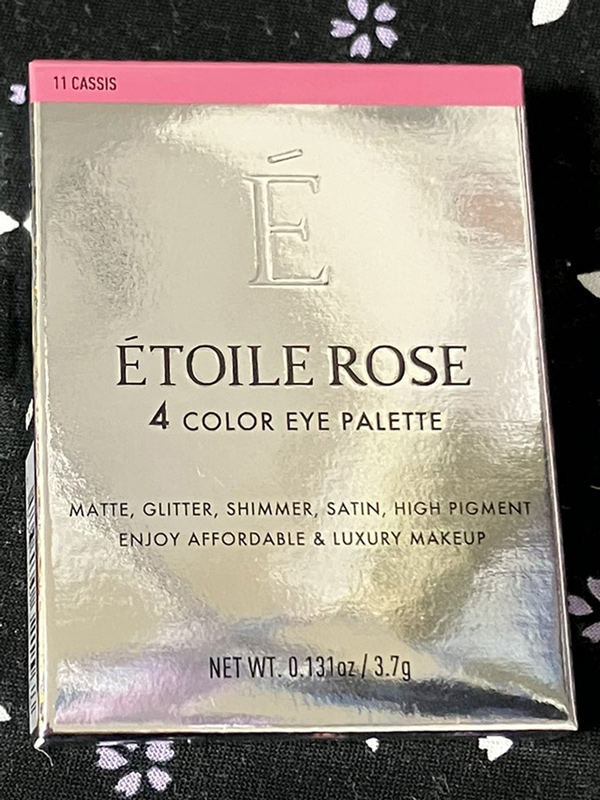 11 CASSIS
É
ÉTOILE ROSE
4 COLOR EYE PALETTE
MATTE, GLITTER, SHIMMER, SATIN, HIGH PIGMENT
ENJOY AFFORDABLE & LUXURY MAKEUP
NET WT. 0.131oz / 3.7g